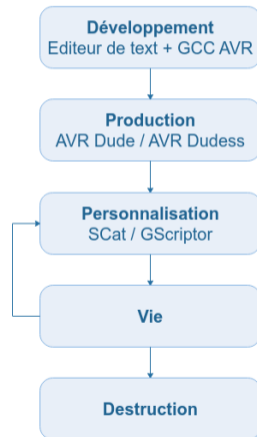 Développement
Editeur de text + GCC AVR
Production
AVR Dude / AVR Dudess
Personnalisation
SCat / GScriptor
Vie
Destruction